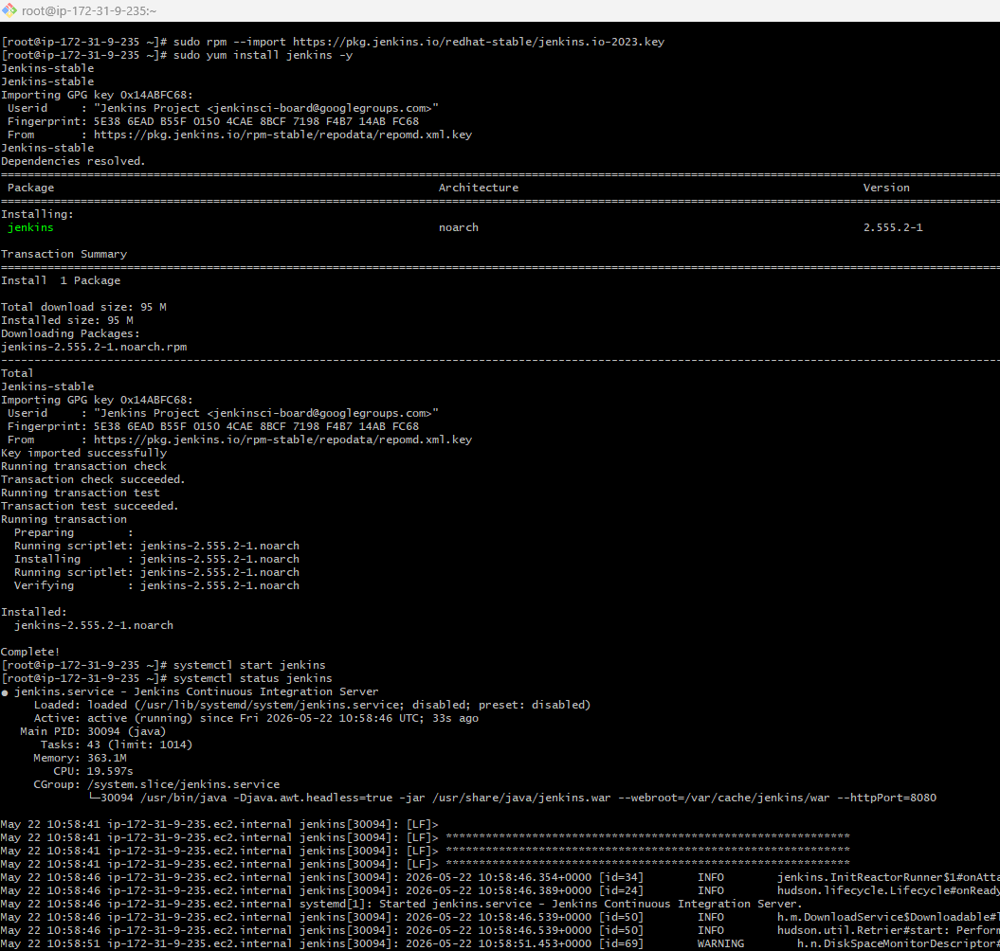 root@ip-172-31-9-235:~
[root@ip-172-31-9-235 ~]# sudo rpm --import https://pkg.jenkins.io/redhat-stable/jenkins.io-2023.key
[root@ip-172-31-9-235 ~]# sudo yum install jenkins -y
Jenkins-stable
Jenkins-stable
Importing GPG key 0x14ABFC68:
 Userid     : "Jenkins Project <jenkinsci-board@googlegroups.com>"
 Fingerprint: 5E38 6EAD B55F 0150 4CAE 8BCF 7198 F4B7 14AB FC68
 From       : https://pkg.jenkins.io/rpm-stable/repodata/repomd.xml.key
Jenkins-stable
Dependencies resolved.
 Package Architecture Version
Installing:
 jenkins noarch 2.555.2-1
Transaction Summary
Install  1 Package
Total download size: 95 M
Installed size: 95 M
Downloading Packages:
jenkins-2.555.2-1.noarch.rpm
Total
Jenkins-stable
Importing GPG key 0x14ABFC68:
 Userid     : "Jenkins Project <jenkinsci-board@googlegroups.com>"
 Fingerprint: 5E38 6EAD B55F 0150 4CAE 8BCF 7198 F4B7 14AB FC68
 From       : https://pkg.jenkins.io/rpm-stable/repodata/repomd.xml.key
Key imported successfully
Running transaction check
Transaction check succeeded.
Running transaction test
Transaction test succeeded.
Running transaction
  Preparing        :
  Running scriptlet: jenkins-2.555.2-1.noarch
  Installing       : jenkins-2.555.2-1.noarch
  Running scriptlet: jenkins-2.555.2-1.noarch
  Verifying        : jenkins-2.555.2-1.noarch
Installed:
  jenkins-2.555.2-1.noarch
Complete!
[root@ip-172-31-9-235 ~]# systemctl start jenkins
[root@ip-172-31-9-235 ~]# systemctl status jenkins
● jenkins.service - Jenkins Continuous Integration Server
     Loaded: loaded (/usr/lib/systemd/system/jenkins.service; disabled; preset: disabled)
     Active: active (running) since Fri 2026-05-22 10:58:46 UTC; 33s ago
   Main PID: 30094 (java)
      Tasks: 43 (limit: 1014)
     Memory: 363.1M
        CPU: 19.597s
     CGroup: /system.slice/jenkins.service
             └─30094 /usr/bin/java -Djava.awt.headless=true -jar /usr/share/java/jenkins.war --webroot=/var/cache/jenkins/war --httpPort=8080
May 22 10:58:41 ip-172-31-9-235.ec2.internal jenkins[30094]: [LF]>
May 22 10:58:41 ip-172-31-9-235.ec2.internal jenkins[30094]: [LF]> *************************************************************
May 22 10:58:41 ip-172-31-9-235.ec2.internal jenkins[30094]: [LF]> *************************************************************
May 22 10:58:41 ip-172-31-9-235.ec2.internal jenkins[30094]: [LF]> *************************************************************
May 22 10:58:46 ip-172-31-9-235.ec2.internal jenkins[30094]: 2026-05-22 10:58:46.354+0000 [id=34]        INFO        jenkins.InitReactorRunner$1#onAtta
May 22 10:58:46 ip-172-31-9-235.ec2.internal jenkins[30094]: 2026-05-22 10:58:46.389+0000 [id=24]        INFO        hudson.lifecycle.Lifecycle#onReady
May 22 10:58:46 ip-172-31-9-235.ec2.internal systemd[1]: Started jenkins.service - Jenkins Continuous Integration Server.
May 22 10:58:46 ip-172-31-9-235.ec2.internal jenkins[30094]: 2026-05-22 10:58:46.539+0000 [id=50]        INFO        h.m.DownloadService$Downloadable#l
May 22 10:58:46 ip-172-31-9-235.ec2.internal jenkins[30094]: 2026-05-22 10:58:46.539+0000 [id=50]        INFO        hudson.util.Retrier#start: Perform
May 22 10:58:51 ip-172-31-9-235.ec2.internal jenkins[30094]: 2026-05-22 10:58:51.453+0000 [id=69]        WARNING        h.n.DiskSpaceMonitorDescriptor#